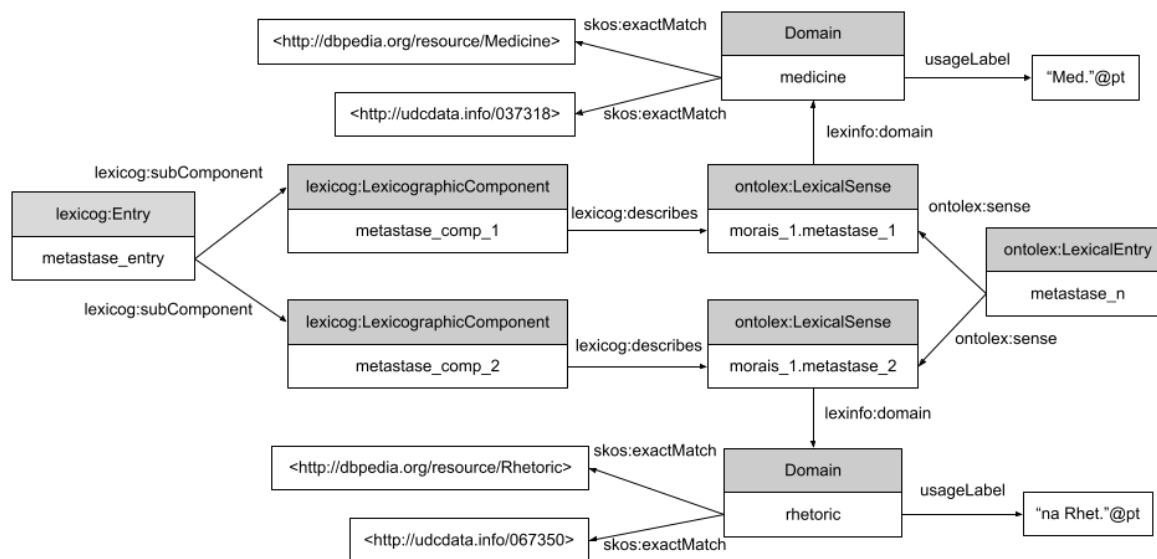 skos:exactMatch
<http://dbpedia.org/resource/Medicine>
Domain
medicine
usageLabel
“Med.”@pt
<http://udcdata.info/037318>
skos:exactMatch
lexinfo:domain
lexicog:subComponent
lexicog:LexicographicComponent
metastase_comp_1
lexicog:describes
ontolex:LexicalSense
morais_1.metastase_1
ontolex:sense
lexicog:Entry
metastase_entry
ontolex:LexicalEntry
metastase_n
lexicog:subComponent
lexicog:LexicographicComponent
metastase_comp_2
lexicog:describes
ontolex:LexicalSense
morais_1.metastase_2
ontolex:sense
lexinfo:domain
skos:exactMatch
<http://dbpedia.org/resource/Rhetoric>
Domain
rhetoric
usageLabel
“na Rhet.”@pt
<http://udcdata.info/067350>
skos:exactMatch